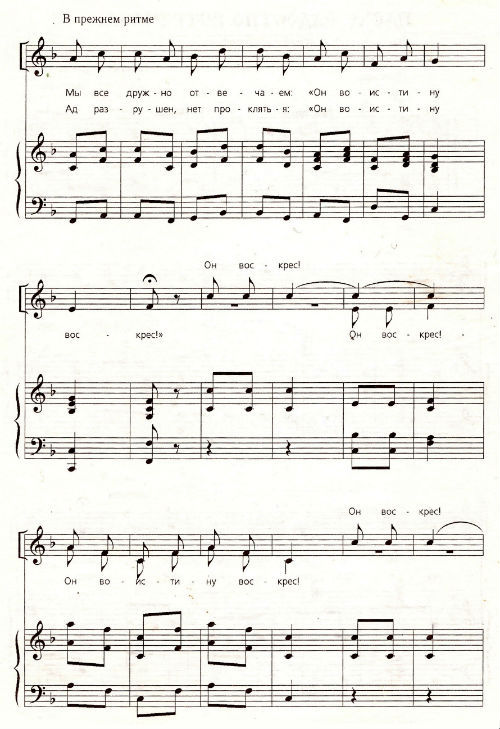 В прежнем ритме
Мы все друж - но от - ве - ча - ем: «Он во - ис - ти - ну
Ад раз - ру - шен, нет про - клять - я: «Он во - ис - ти - ну
Он вос - крес!
вос - крес!»
Он вос - крес! -
Он вос - крес!
Он во - ис - ти - ну вос - крес!